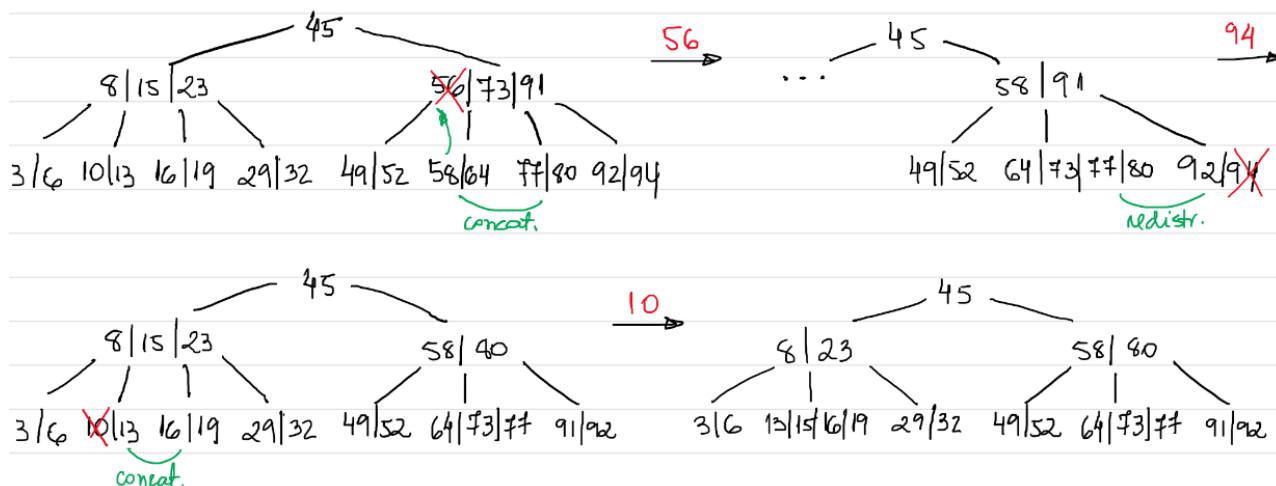 45 56 45 94
8|15|23 56|73|91 ... 58|91
3|6 10|13 16|19 29|32 49|52 58|64 77|80 92|94 49|52 64|73|77|80 92|94
concat. redistr.
45 10 45
8|15|23 58|80 8|23 58|80
3|6 10|13 16|19 29|32 49|52 64|73|77 91|92 3|6 13|15|16|19 29|32 49|52 64|73|77 91|92
concat.